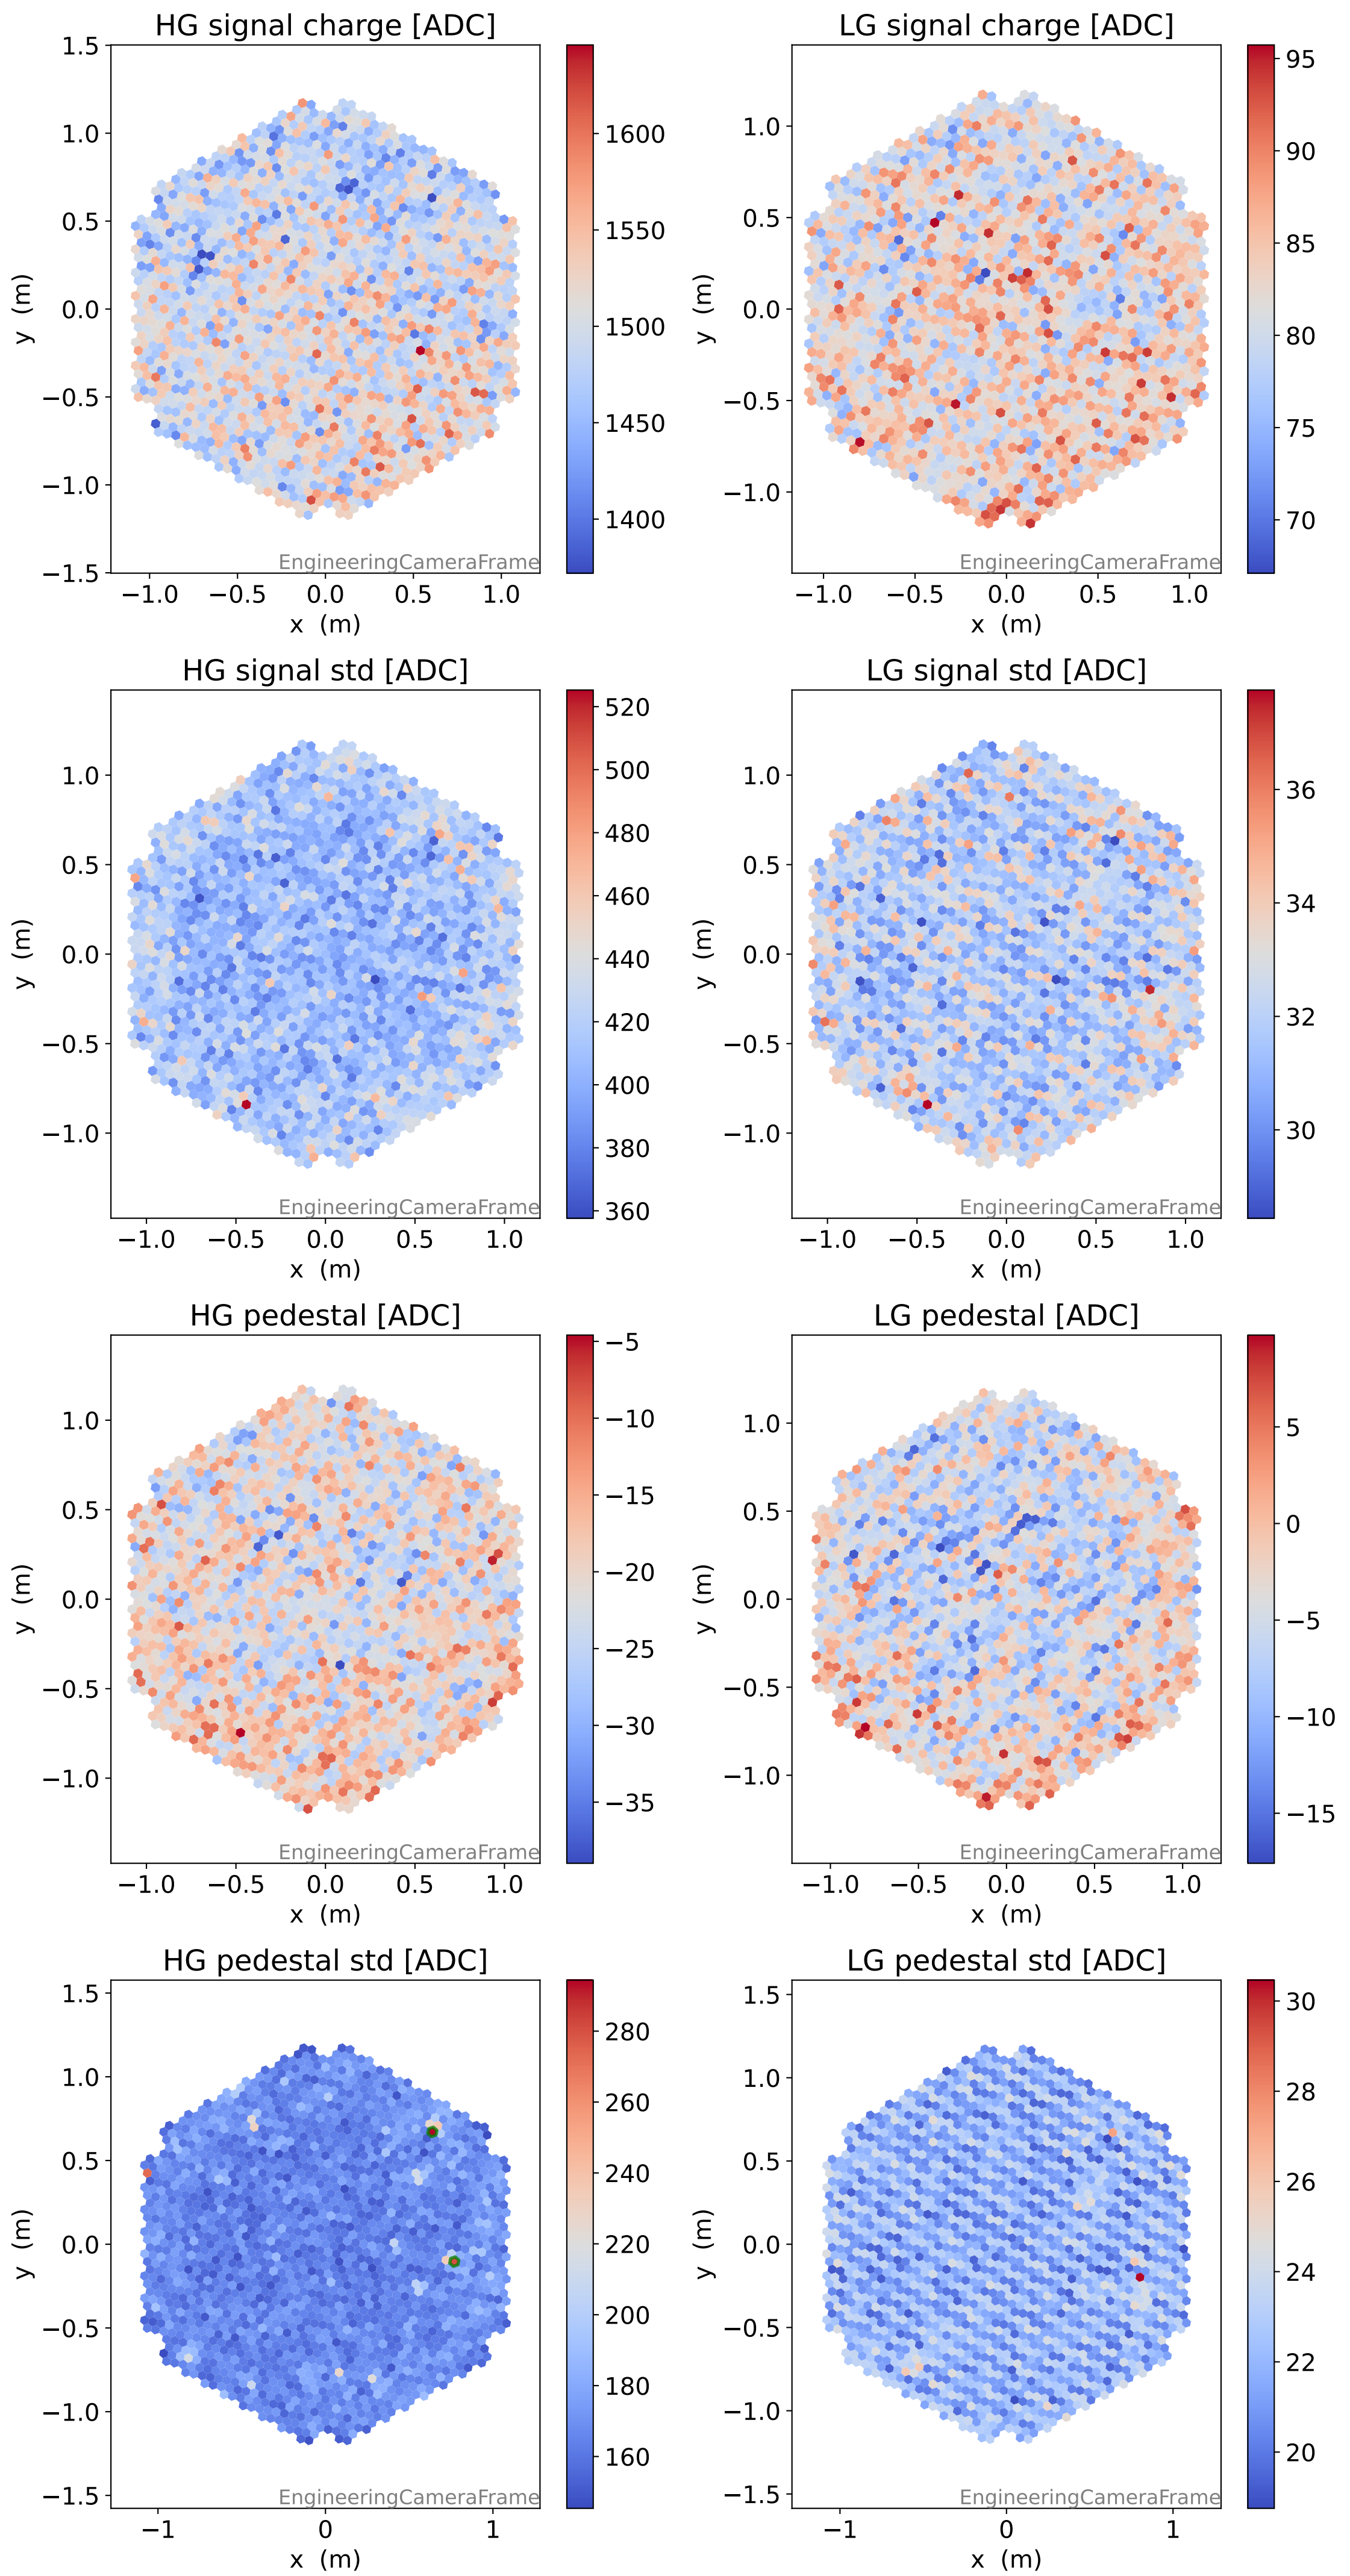 HG signal charge [ADC]
1.5
1.0
0.5
0.0
−0.5
−1.0
−1.5
y (m)
−1.0 −0.5 0.0 0.5 1.0
x (m)
EngineeringCameraFrame
1600
1550
1500
1450
1400
LG signal charge [ADC]
1.0
0.5
0.0
−0.5
−1.0
y (m)
−1.0 −0.5 0.0 0.5 1.0
x (m)
EngineeringCameraFrame
95
90
85
80
75
70
HG signal std [ADC]
1.0
0.5
0.0
−0.5
−1.0
y (m)
−1.0 −0.5 0.0 0.5 1.0
x (m)
EngineeringCameraFrame
520
500
480
460
440
420
400
380
360
LG signal std [ADC]
1.0
0.5
0.0
−0.5
−1.0
y (m)
−1.0 −0.5 0.0 0.5 1.0
x (m)
EngineeringCameraFrame
36
34
32
30
HG pedestal [ADC]
1.0
0.5
0.0
−0.5
−1.0
y (m)
−1.0 −0.5 0.0 0.5 1.0
x (m)
EngineeringCameraFrame
−5
−10
−15
−20
−25
−30
−35
LG pedestal [ADC]
1.0
0.5
0.0
−0.5
−1.0
y (m)
−1.0 −0.5 0.0 0.5 1.0
x (m)
EngineeringCameraFrame
5
0
−5
−10
−15
HG pedestal std [ADC]
1.5
1.0
0.5
0.0
−0.5
−1.0
−1.5
y (m)
−1 0 1
x (m)
EngineeringCameraFrame
280
260
240
220
200
180
160
LG pedestal std [ADC]
1.5
1.0
0.5
0.0
−0.5
−1.0
−1.5
y (m)
−1 0 1
x (m)
EngineeringCameraFrame
30
28
26
24
22
20